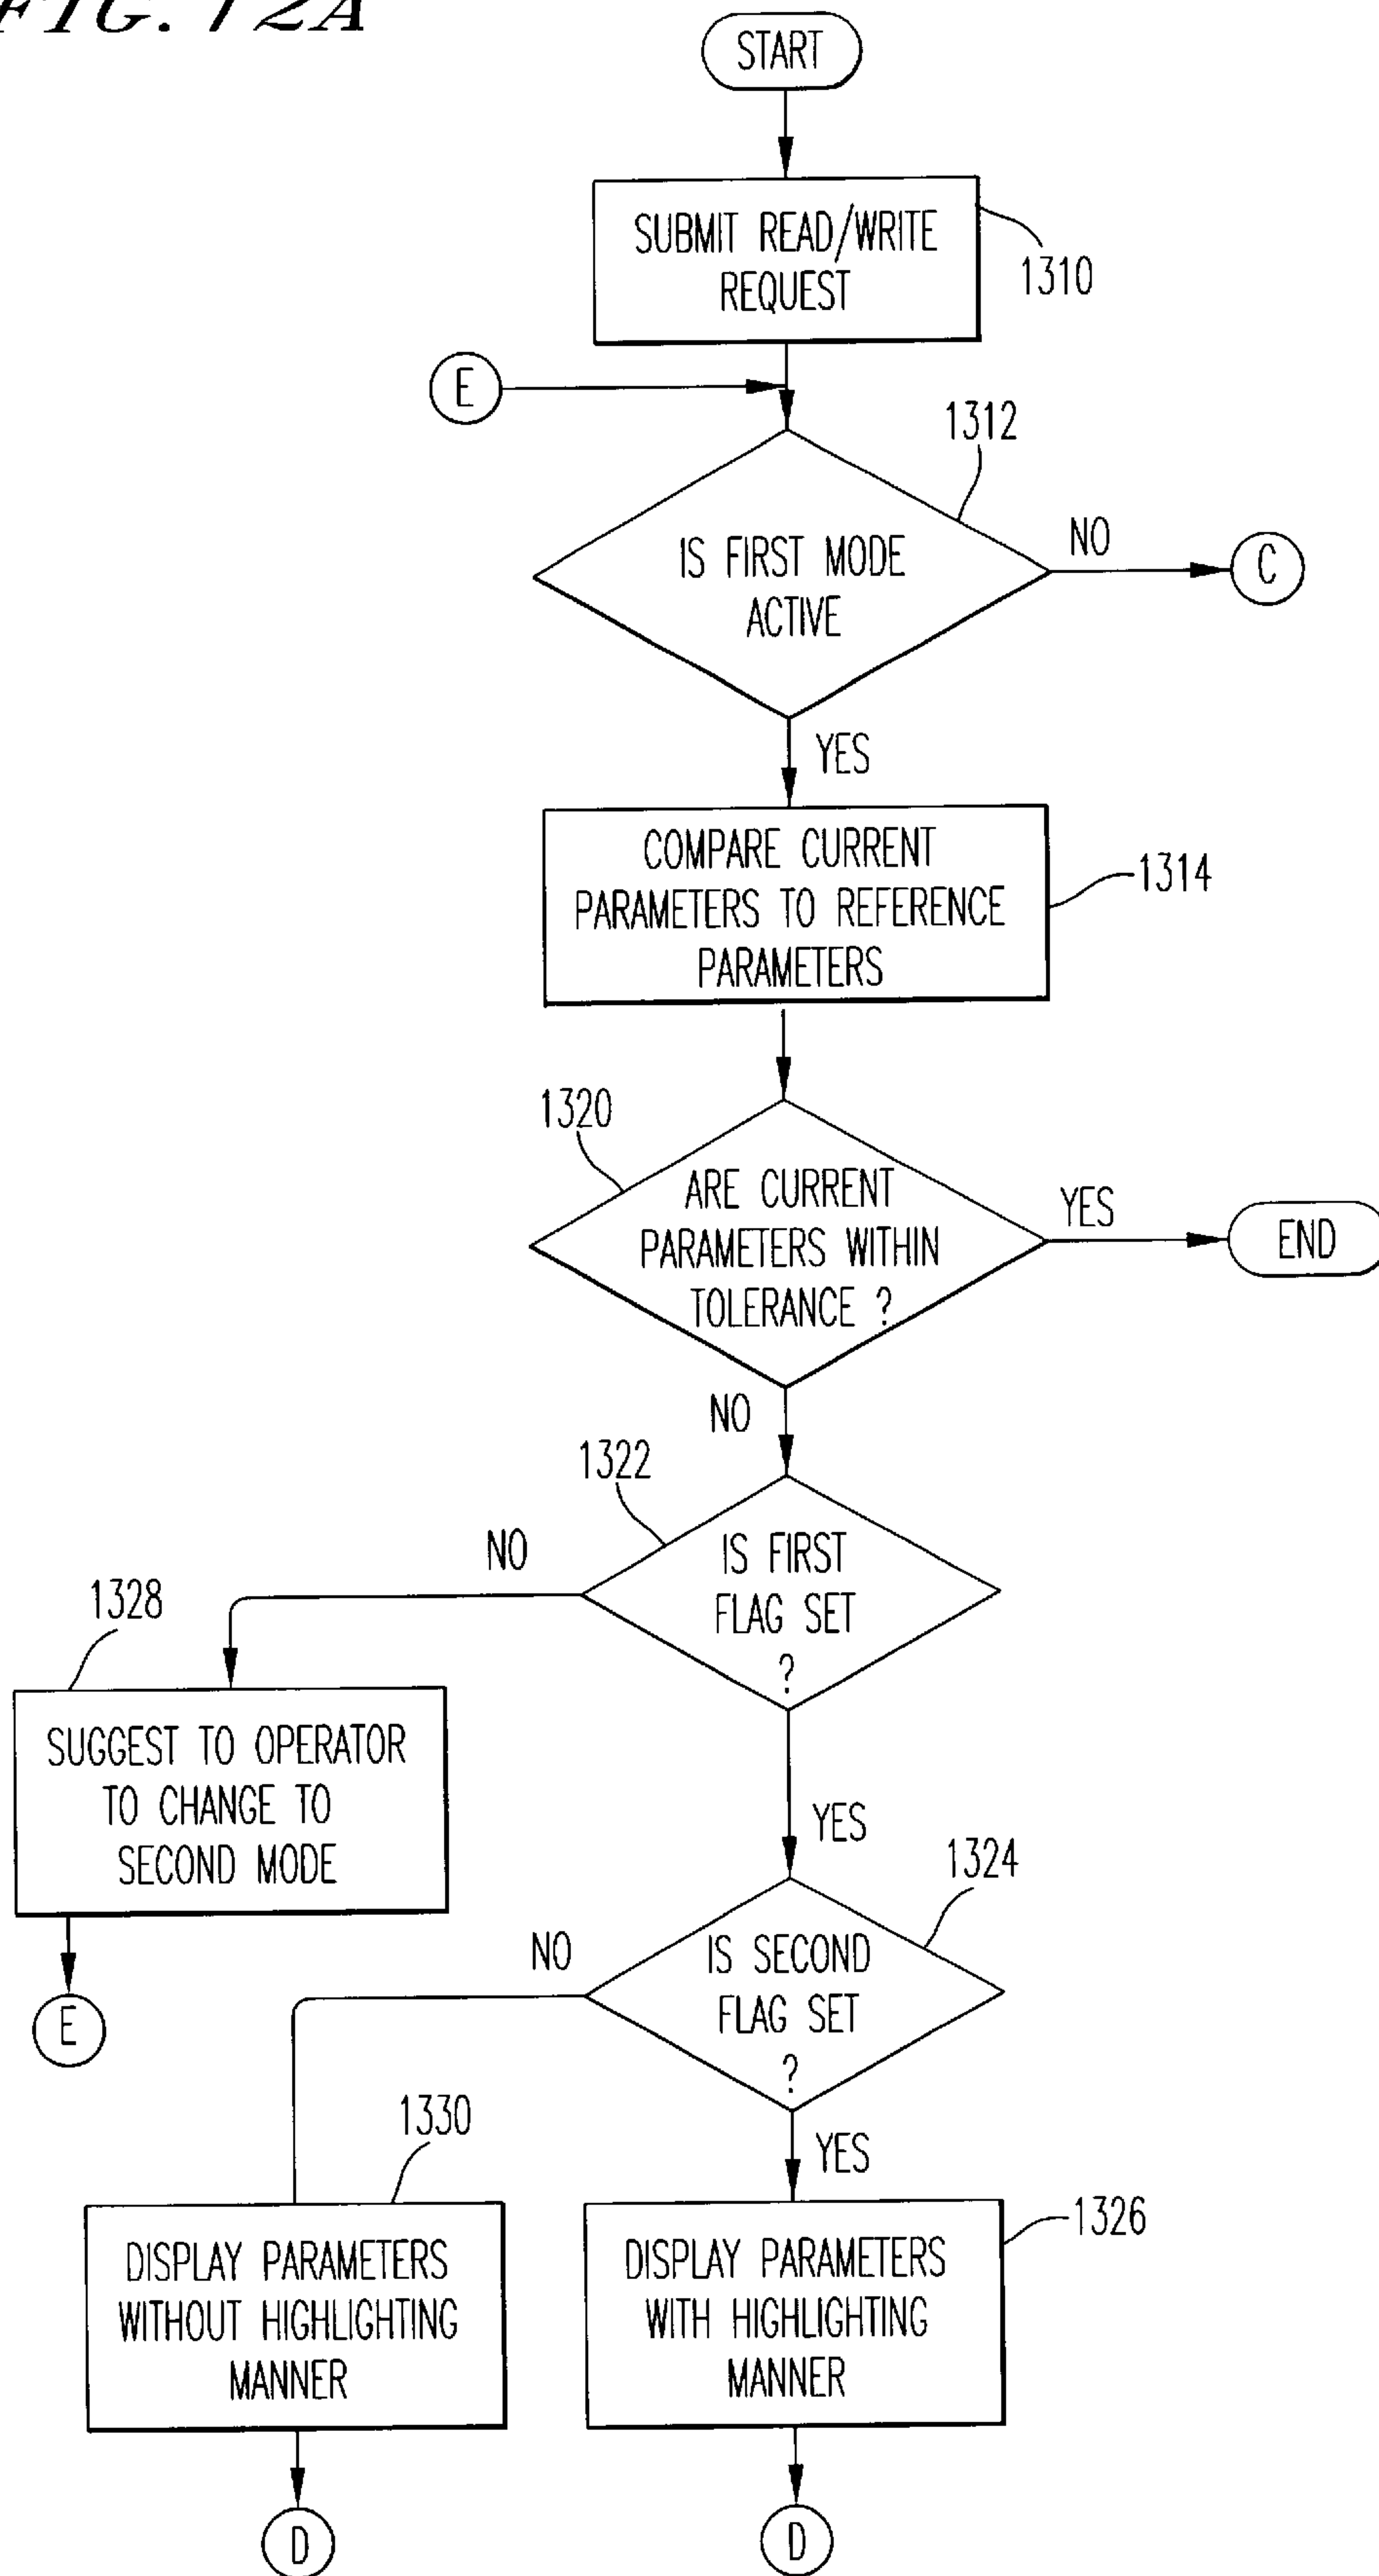 FIG. 12A
START
SUBMIT READ/WRITE
REQUEST
1310
E
1312
IS FIRST MODE
ACTIVE
NO
C
YES
COMPARE CURRENT
PARAMETERS TO REFERENCE
PARAMETERS
1314
1320
ARE CURRENT
PARAMETERS WITHIN
TOLERANCE ?
YES
END
NO
1322
IS FIRST
FLAG SET
?
NO
1328
SUGGEST TO OPERATOR
TO CHANGE TO
SECOND MODE
E
YES
1324
IS SECOND
FLAG SET
?
NO
YES
1330
DISPLAY PARAMETERS
WITHOUT HIGHLIGHTING
MANNER
1326
DISPLAY PARAMETERS
WITH HIGHLIGHTING
MANNER
D
D